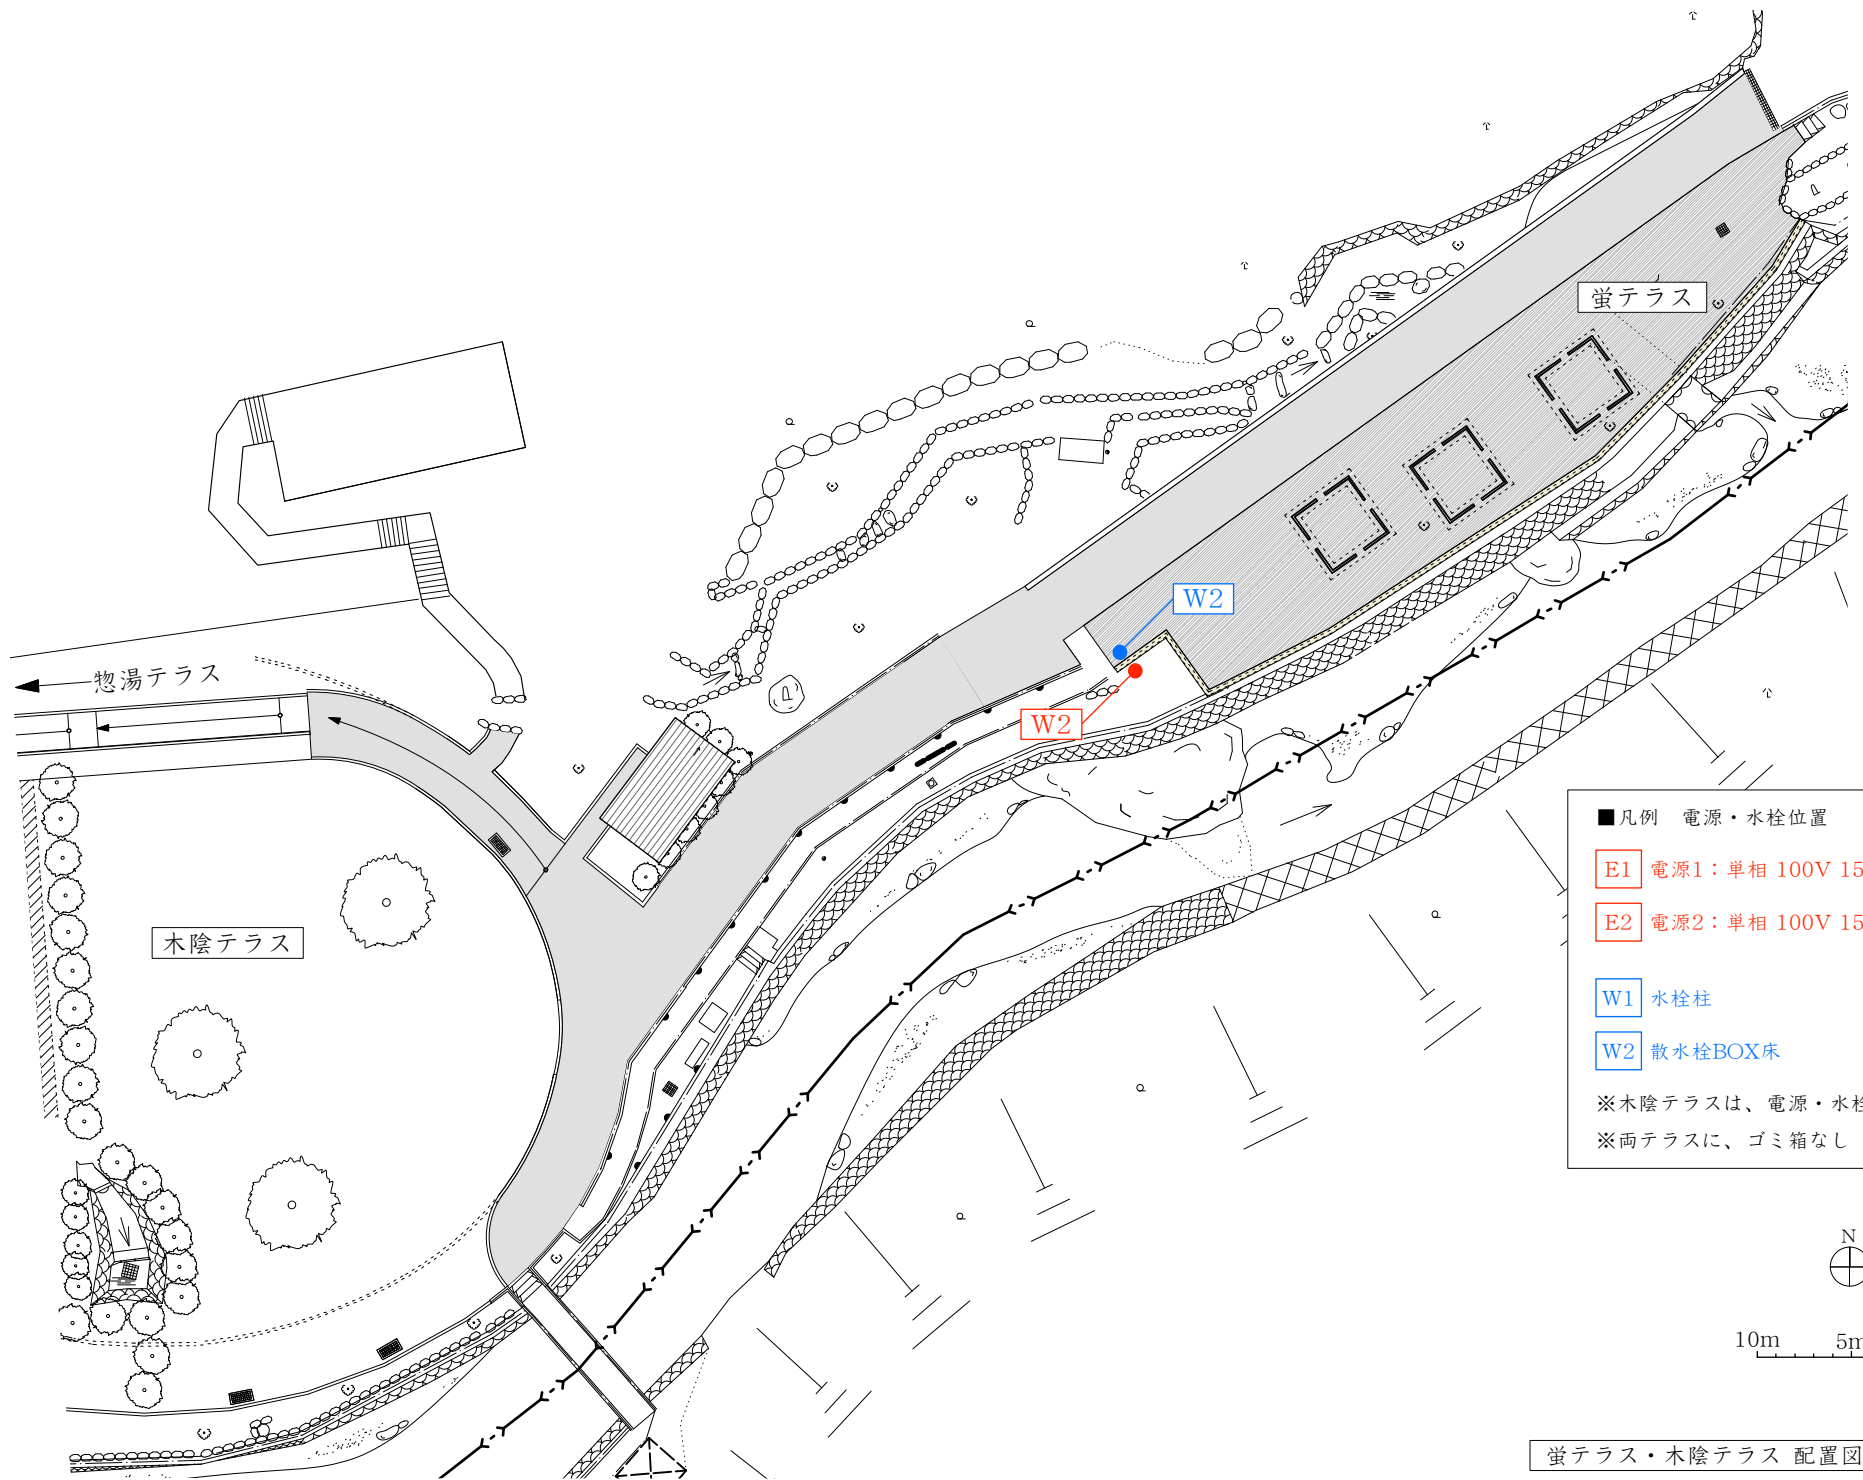 蛍テラス
W2
W2
惣湯テラス
木陰テラス
■凡例 電源・水栓位置
E1 電源1：単相 100V 15
E2 電源2：単相 100V 15
W1 水栓柱
W2 散水栓BOX床
※木陰テラスは、電源・水栓
※両テラスに、ゴミ箱なし
N
10m 5m
蛍テラス・木陰テラス 配置図